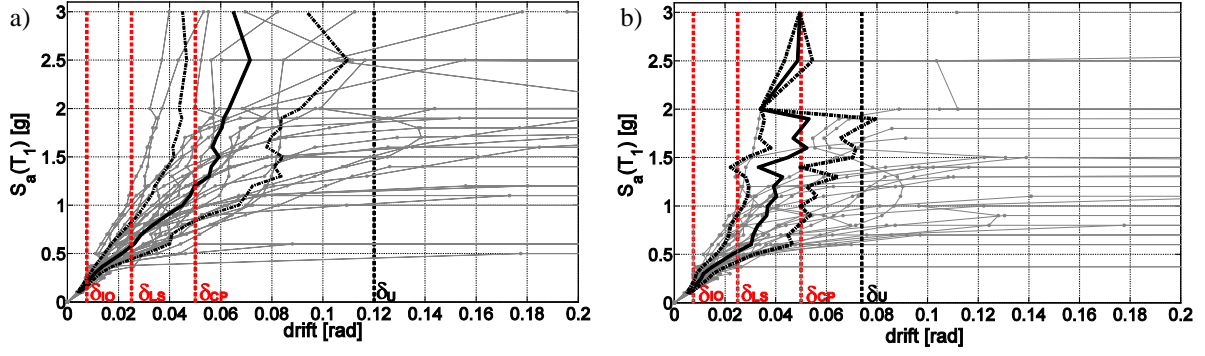 a)
S_a(T_1) [g]
3
2.5
2
1.5
1
0.5
0
δIO
δLS
δCP
δU
0 0.02 0.04 0.06 0.08 0.1 0.12 0.14 0.16 0.18 0.2
drift [rad]
b)
S_a(T_1) [g]
3
2.5
2
1.5
1
0.5
0
δIO
δLS
δCP
δU
0 0.02 0.04 0.06 0.08 0.1 0.12 0.14 0.16 0.18 0.2
drift [rad]